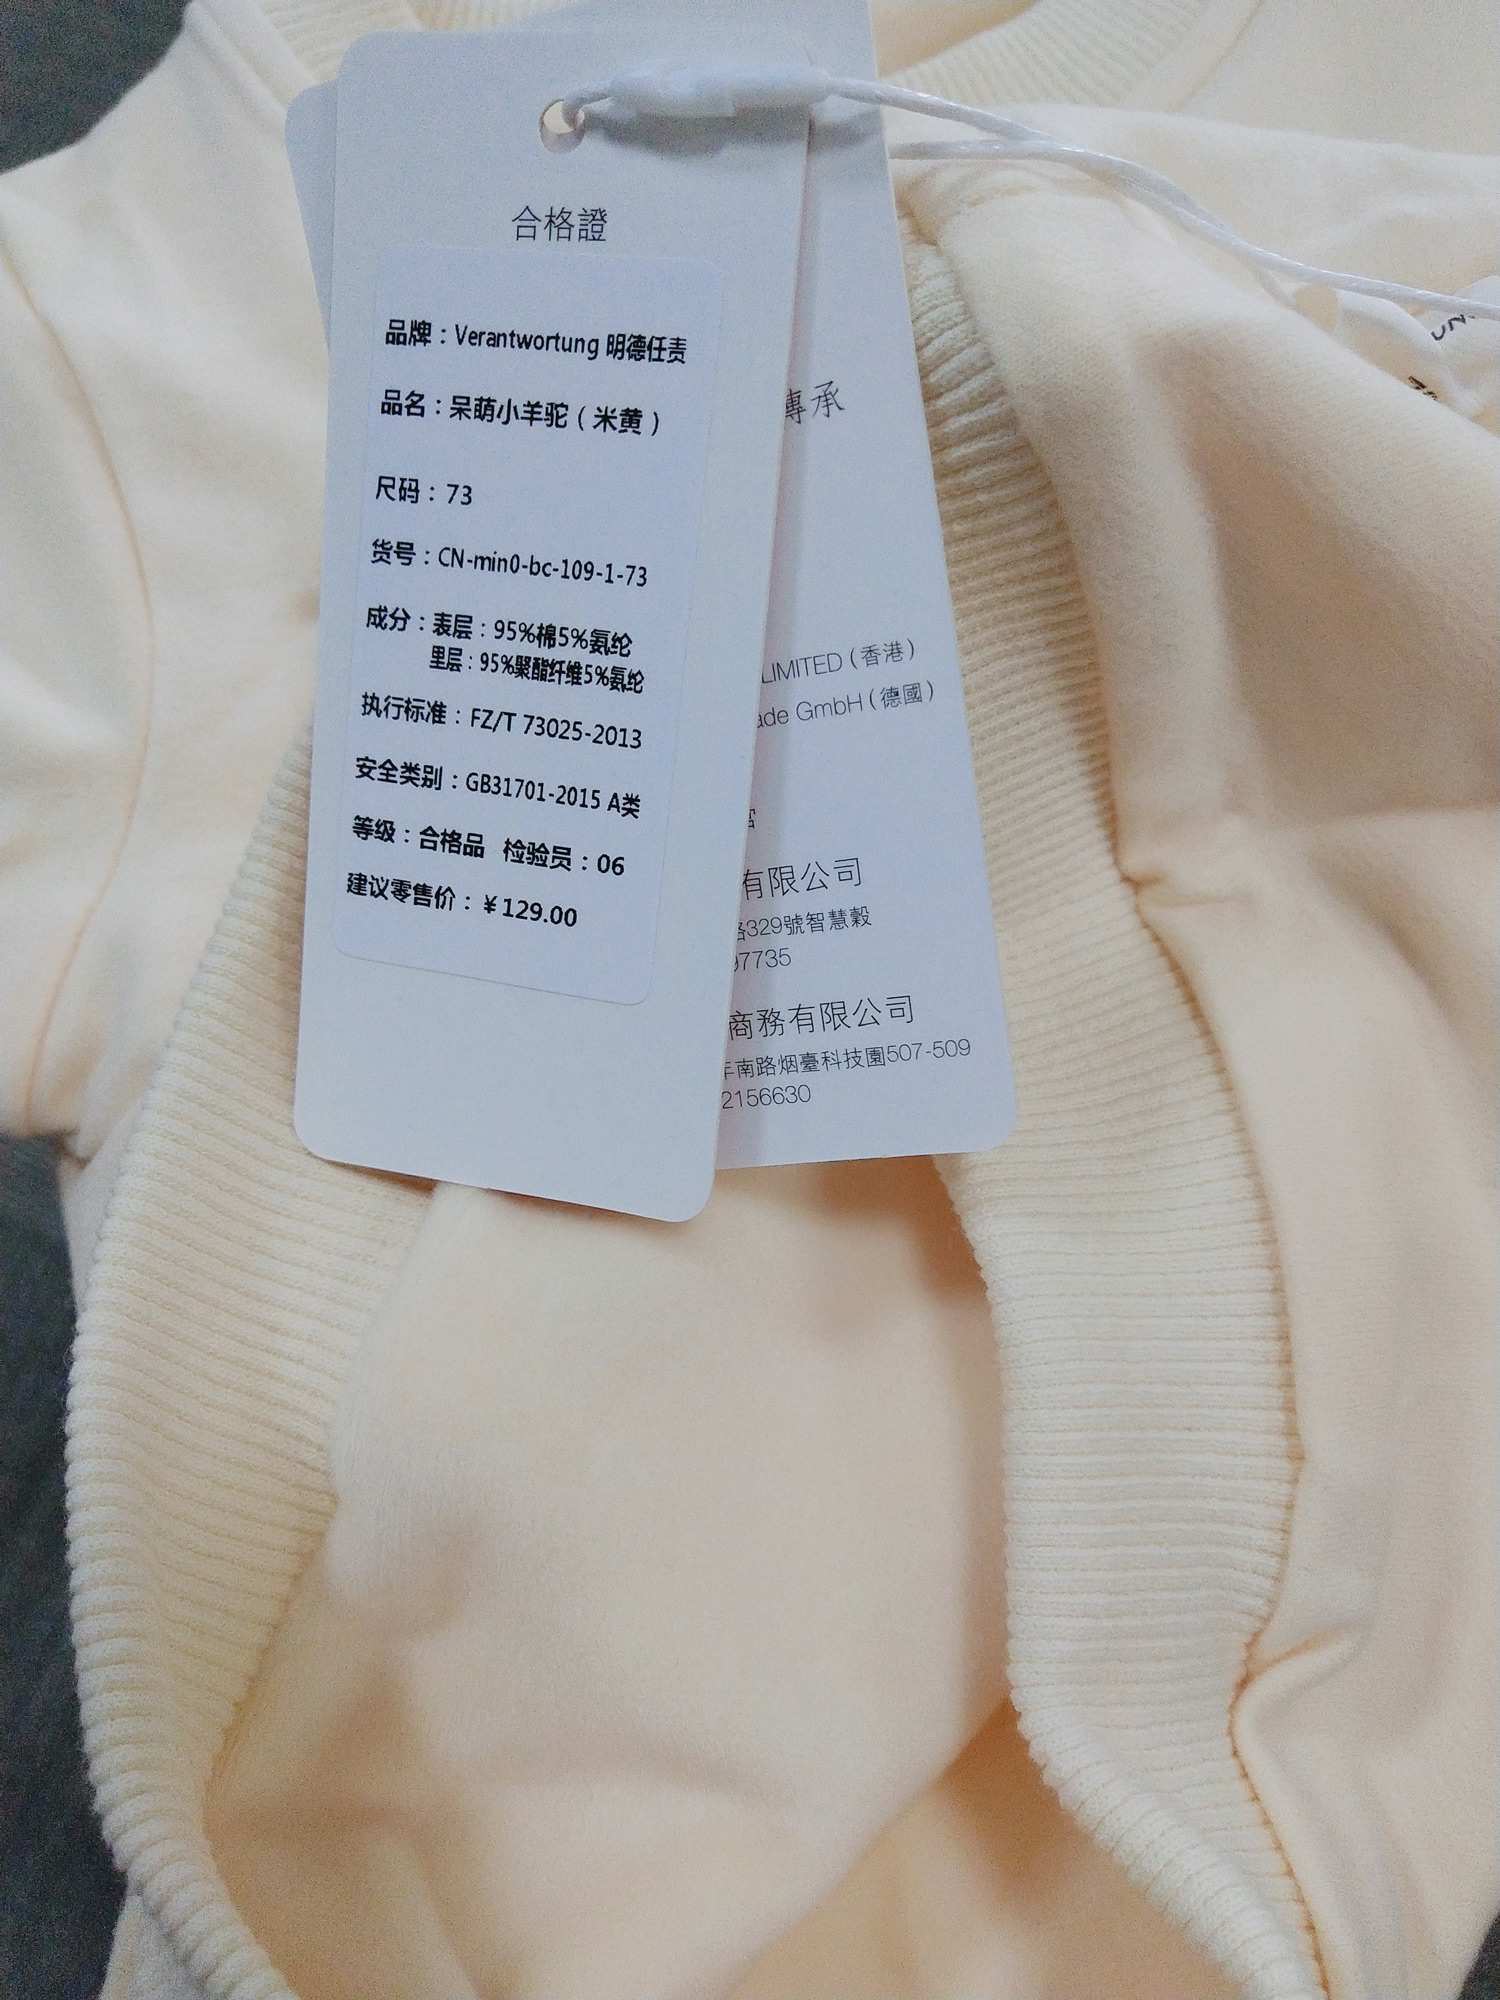 合格證
品牌：Verantwortung 明德任责
品名：呆萌小羊驼（米黄）
尺码：73
货号：CN-min0-bc-109-1-73
成分：表层：95%棉5%氨纶
里层：95%聚酯纤维5%氨纶
执行标准：FZ/T 73025-2013
安全类别：GB31701-2015 A类
等级：合格品 检验员：06
建议零售价：￥129.00
傳承
LIMITED（香港）
ade GmbH（德國）
有限公司
329號智慧穀
97735
商務有限公司
南路烟臺科技園507-509
2156630